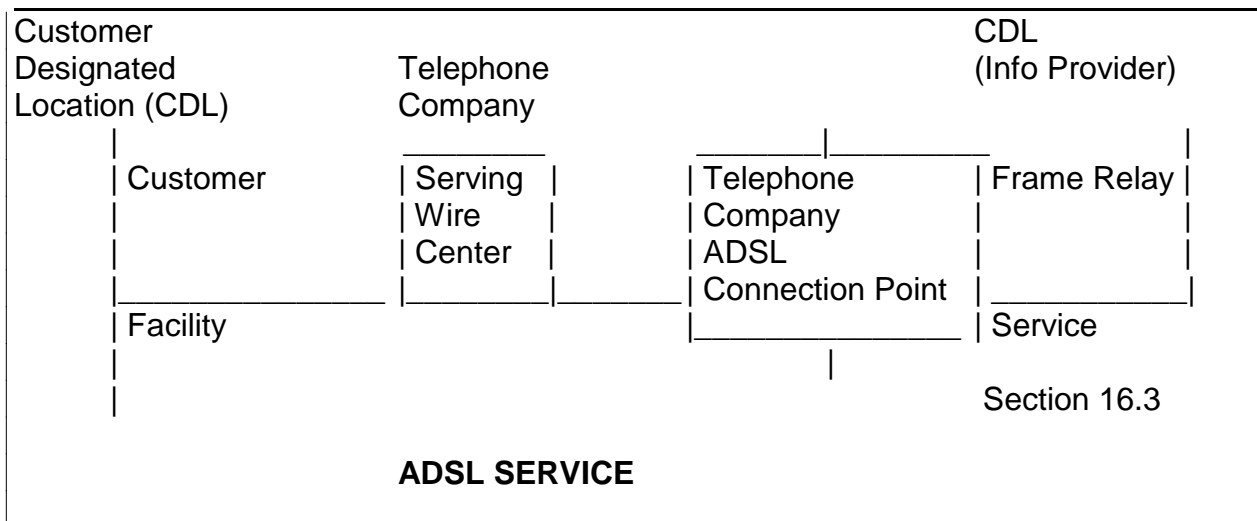 Customer CDL
Designated Telephone (Info Provider)
Location (CDL) Company
Customer Serving Telephone Frame Relay
Wire Company
Center ADSL
Connection Point
Facility Service
Section 16.3
ADSL SERVICE